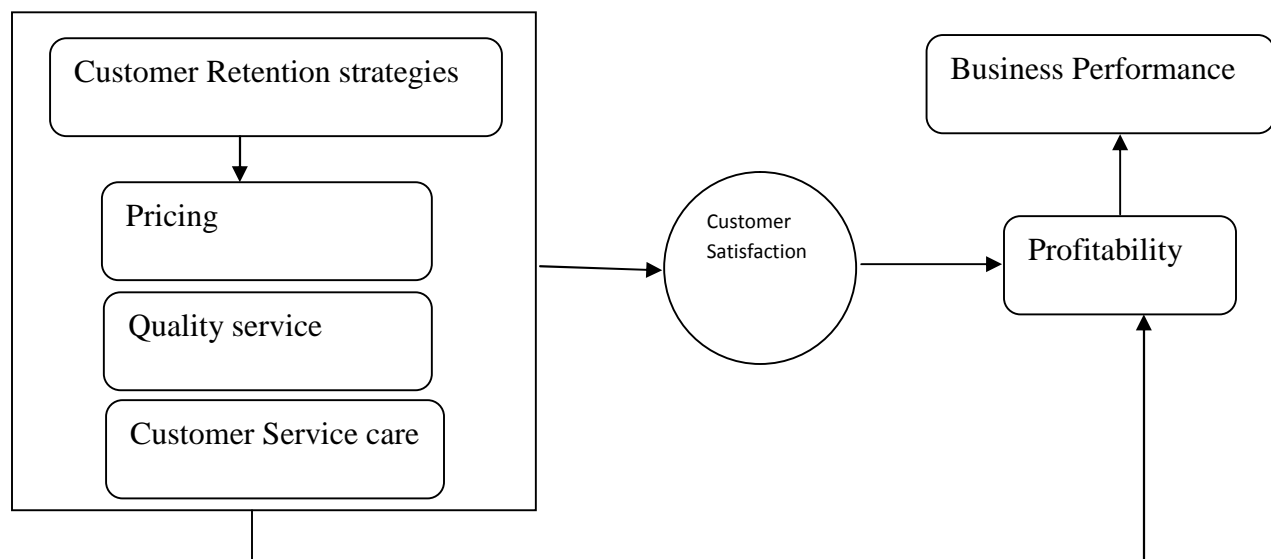 Customer Retention strategies
Pricing
Quality service
Customer Service care
Customer
Satisfaction
Business Performance
Profitability